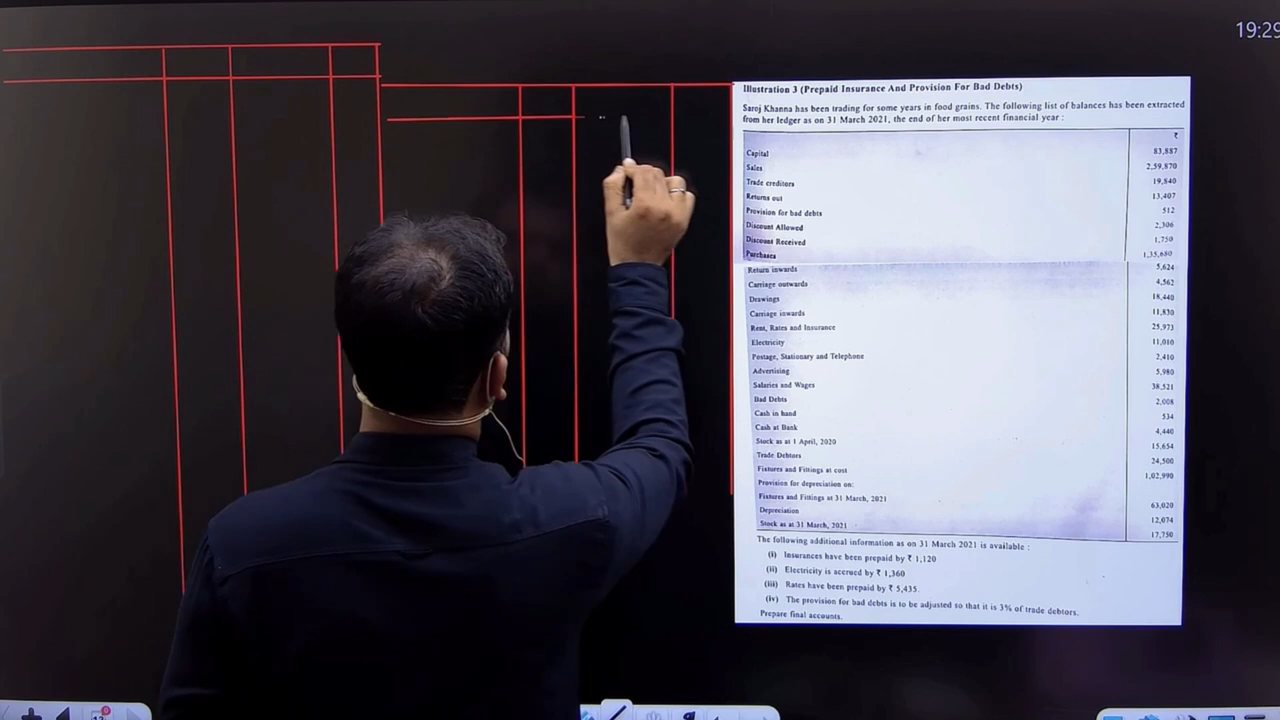 19:29
Illustration 3 (Prepaid Insurance And Provision For Bad Debts)
Saroj Khanna has been trading for some years in food grains. The following list of balances has been extracted
from her ledger as on 31 March 2021, the end of her most recent financial year :
₹
Capital 83,887
Sales 2,59,870
Trade creditors 19,840
Returns out 13,407
Provision for bad debts 512
Discount Allowed 2,306
Discount Received 1,750
Purchases 1,35,680
Return inwards 5,624
Carriage outwards 4,562
Drawings 18,440
Carriage inwards 11,830
Rent, Rates and Insurance 25,973
Electricity 11,010
Postage, Stationary and Telephone 2,410
Advertising 5,980
Salaries and Wages 38,521
Bad Debts 2,008
Cash in hand 534
Cash at Bank 4,440
Stock as at 1 April, 2020 15,654
Trade Debtors 24,500
Fixtures and Fittings at cost 1,02,990
Provision for depreciation on:
Fixtures and Fittings at 31 March, 2021 63,020
Depreciation 12,074
Stock as at 31 March, 2021 17,750
The following additional information as on 31 March 2021 is available :
(i) Insurances have been prepaid by ₹ 1,120
(ii) Electricity is accrued by ₹ 1,360
(iii) Rates have been prepaid by ₹ 5,435.
(iv) The provision for bad debts is to be adjusted so that it is 3% of trade debtors.
Prepare final accounts.